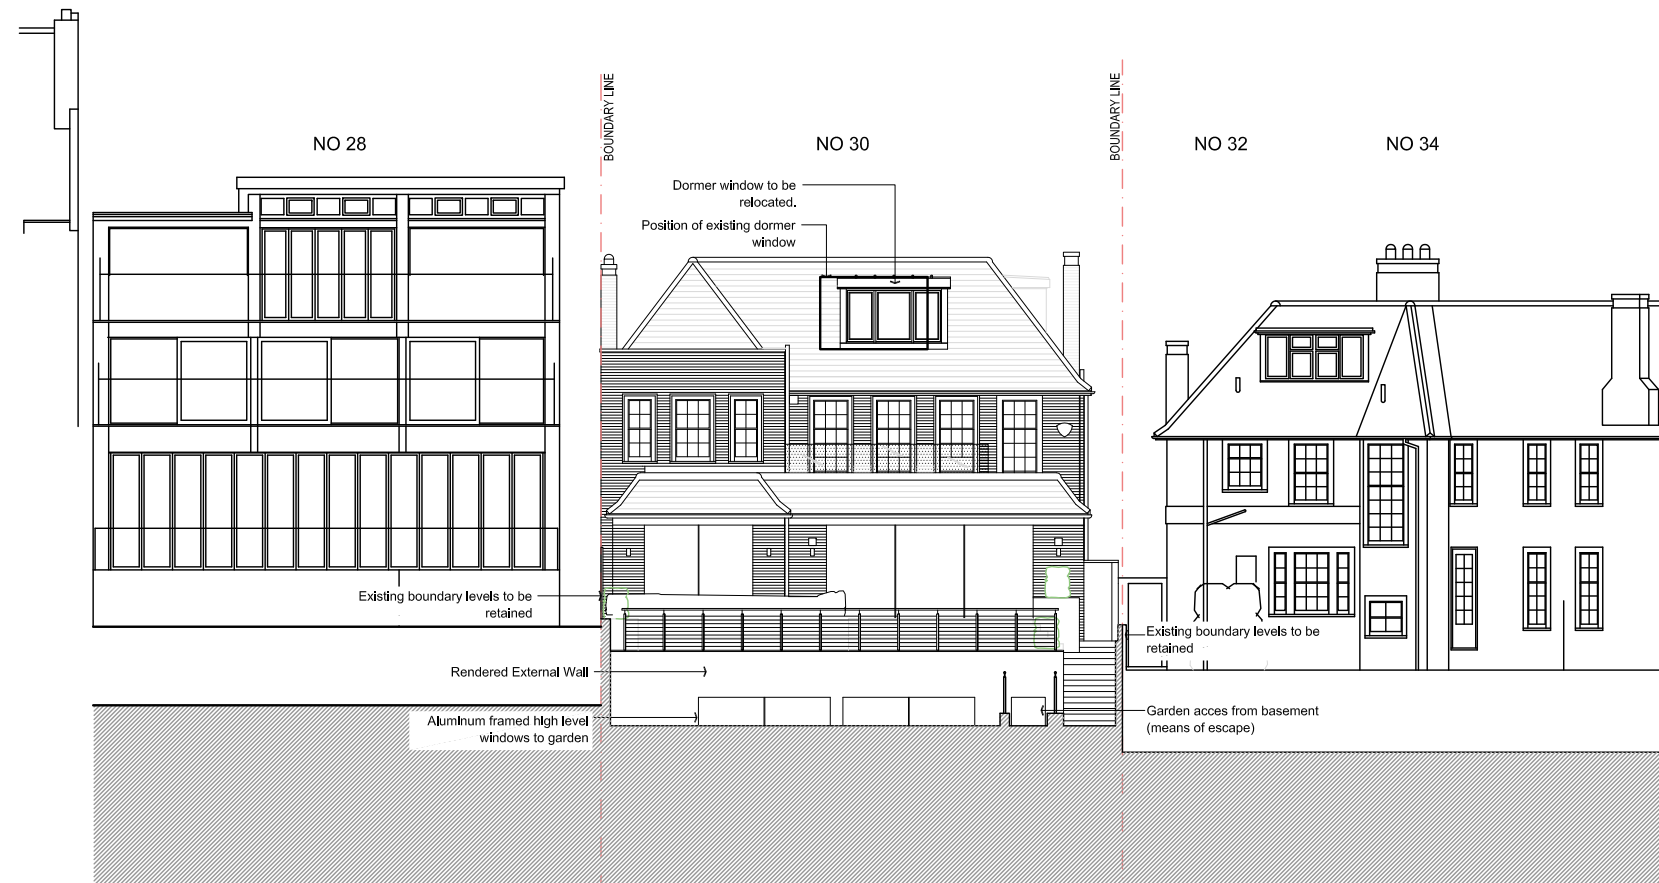 BOUNDARY LINE
BOUNDARY LINE
NO 28
NO 30
NO 32
NO 34
Dormer window to be
relocated.
Position of existing dormer
window
Existing boundary levels to be
retained
Existing boundary levels to be
retained
Rendered External Wall
Aluminum framed high level
windows to garden
Garden acces from basement
(means of escape)